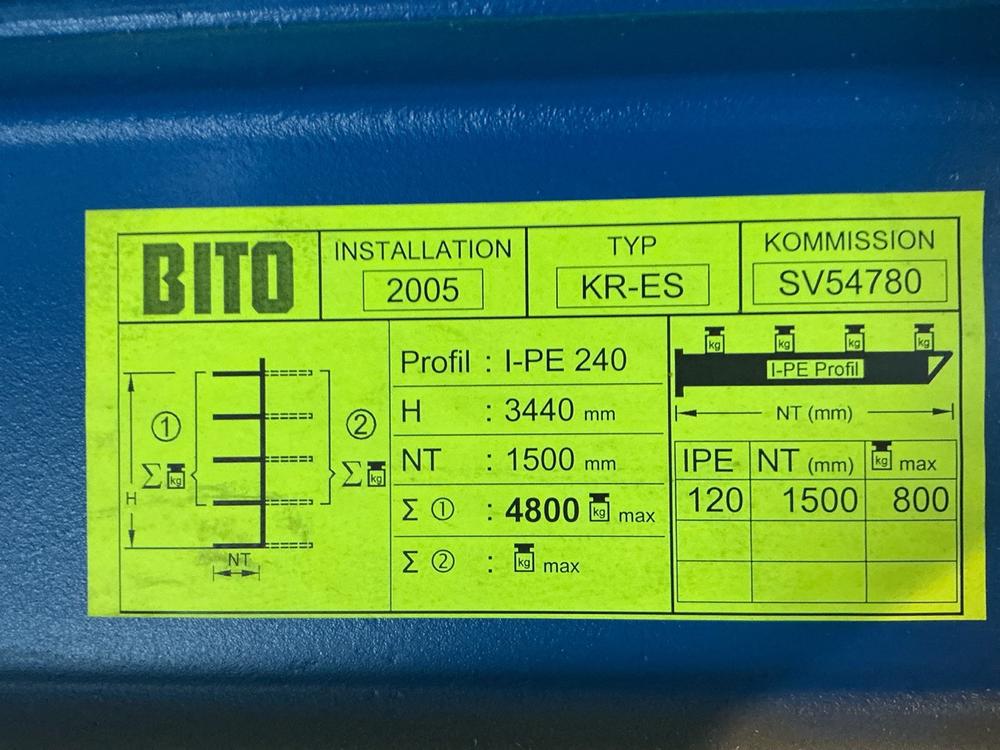 BITO
INSTALLATION
2005
TYP
KR-ES
KOMMISSION
SV54780
① Σ kg
② Σ kg
H
NT
Profil : I-PE 240
H : 3440 mm
NT : 1500 mm
Σ ① : 4800 kg max
Σ ② : kg max
kg kg kg kg
I-PE Profil
NT (mm)
IPE NT (mm) kg max
120 1500 800